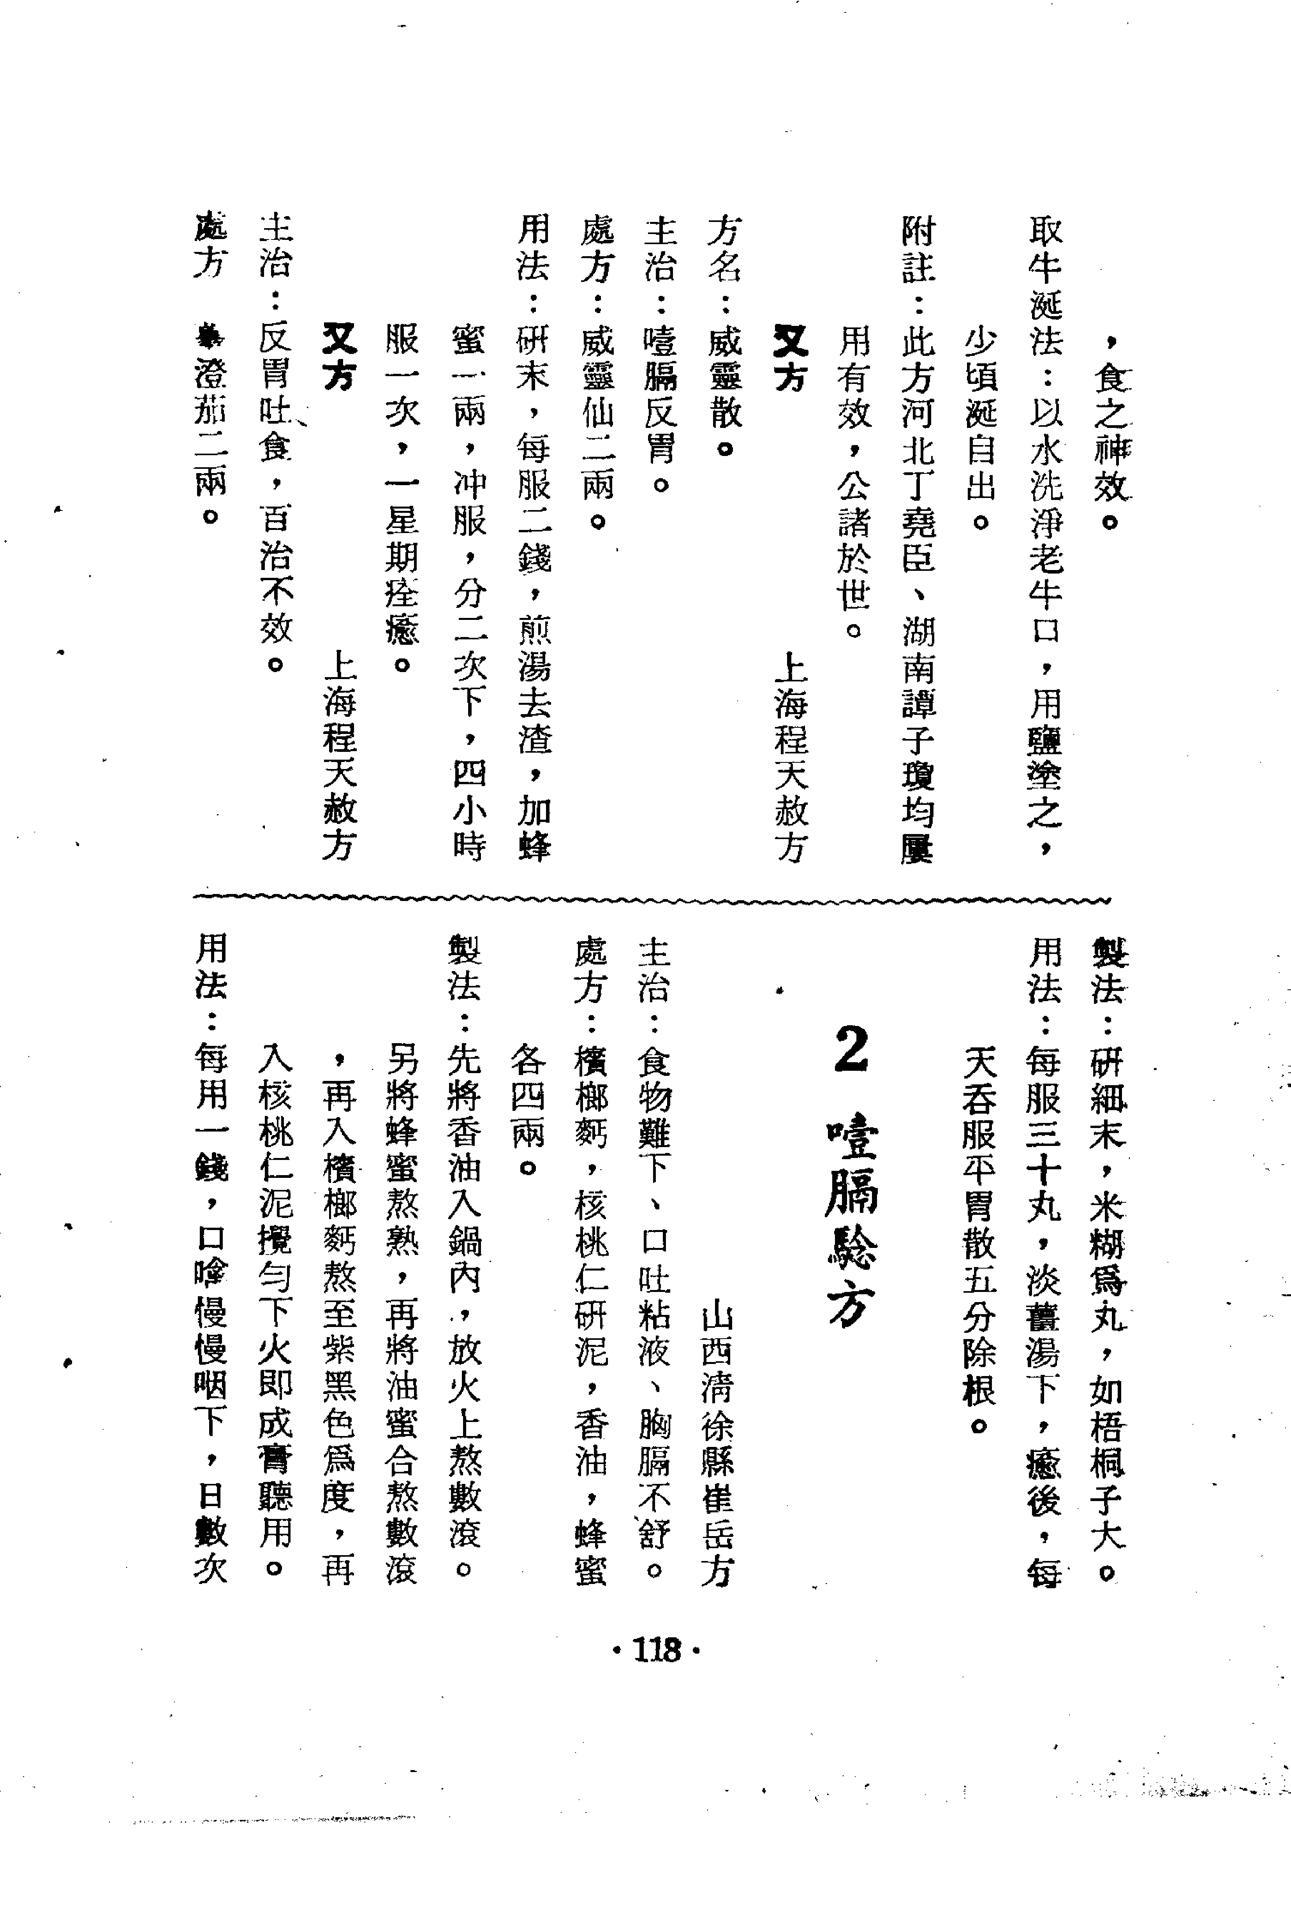 ，食之神效。
取牛涎法：以水洗淨老牛口，用鹽塗之，
少頃涎自出。
附註：此方河北丁堯臣、湖南譚子瓊均屢
用有效，公諸於世。
又方
上海程天赦方
方名：威靈散。
主治：噎膈反胃。
處方：威靈仙二兩。
用法：研末，每服二錢，煎湯去渣，加蜂
蜜一兩，冲服，分二次下，四小時
服一次，一星期痊癒。
又方
上海程天赦方
主治：反胃吐食，百治不效。
處方 蓽澄茄二兩。
製法：研細末，米糊爲丸，如梧桐子大。
用法：每服三十丸，淡薑湯下，癒後，每
天吞服平胃散五分除根。
2 噎膈驗方
山西清徐縣崔岳方
主治：食物難下、口吐粘液、胸膈不舒。
處方：檳榔麪，核桃仁研泥，香油，蜂蜜
各四兩。
製法：先將香油入鍋內，放火上熬數滾。
另將蜂蜜熬熟，再將油蜜合熬數滾
，再入檳榔麪熬至紫黑色爲度，再
入核桃仁泥攪勻下火即成膏聽用。
用法：每用一錢，口唅慢慢咽下，日數次
·118·